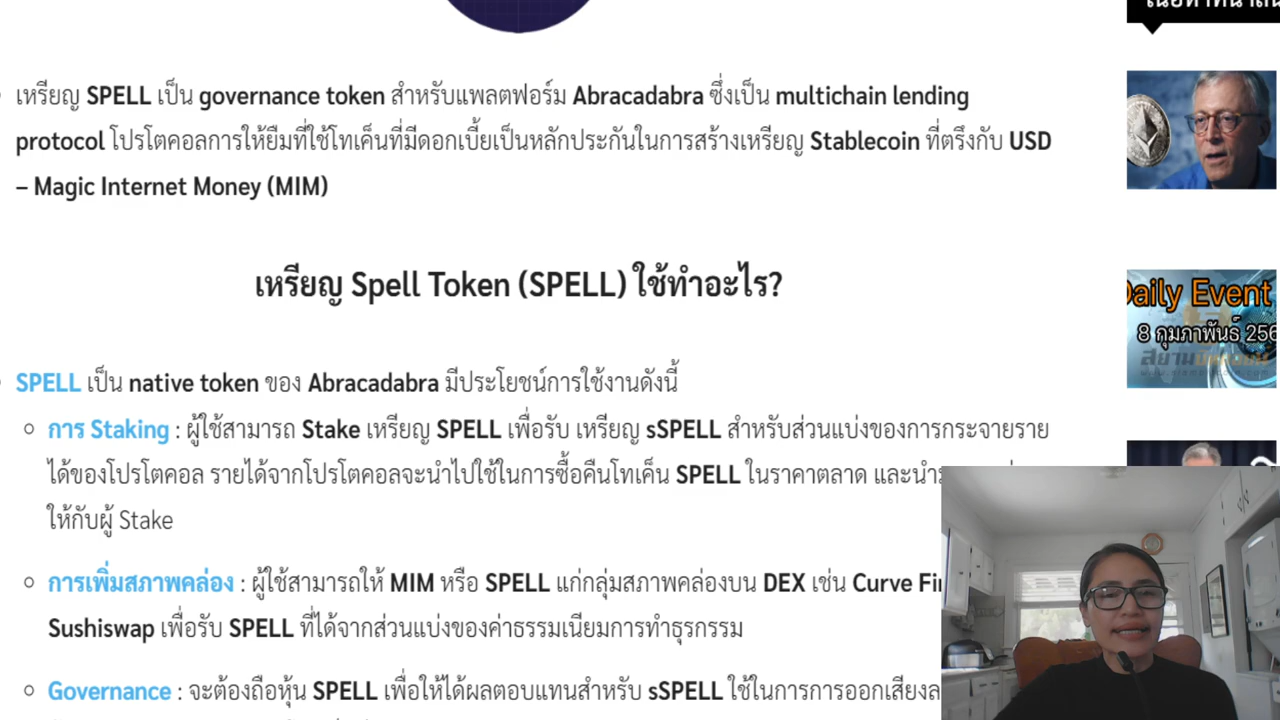 เหรียญ SPELL เป็น governance token สำหรับแพลตฟอร์ม Abracadabra ซึ่งเป็น multichain lending
protocol โปรโตคอลการให้ยืมที่ใช้โทเค็นที่มีดอกเบี้ยเป็นหลักประกันในการสร้างเหรียญ Stablecoin ที่ตรึงกับ USD
– Magic Internet Money (MIM)
เหรียญ Spell Token (SPELL) ใช้ทำอะไร?
SPELL เป็น native token ของ Abracadabra มีประโยชน์การใช้งานดังนี้
การ Staking : ผู้ใช้สามารถ Stake เหรียญ SPELL เพื่อรับ เหรียญ sSPELL สำหรับส่วนแบ่งของการกระจายราย
ได้ของโปรโตคอล รายได้จากโปรโตคอลจะนำไปใช้ในการซื้อคืนโทเค็น SPELL ในราคาตลาด และนำ
ให้กับผู้ Stake
การเพิ่มสภาพคล่อง : ผู้ใช้สามารถให้ MIM หรือ SPELL แก่กลุ่มสภาพคล่องบน DEX เช่น Curve
Sushiswap เพื่อรับ SPELL ที่ได้จากส่วนแบ่งของค่าธรรมเนียมการทำธุรกรรม
Governance : จะต้องถือหุ้น SPELL เพื่อให้ได้ผลตอบแทนสำหรับ sSPELL ใช้ในการการออกเสียง
Daily Event
8 กุมภาพันธ์ 256
สยามบิทคอย